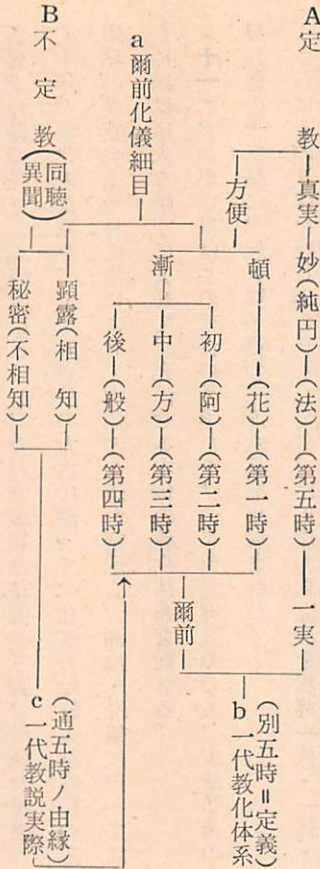 A 定教―真実―妙―(純円)―(法)―(第五時)―一実
方便
頓―(花)―(第一時)
a 爾前化儀細目
漸
初―(阿)―(第二時)
中―(方)―(第三時)
後―(般)―(第四時)
爾前
b 一代教化体系
(別五時=定義)
B 不定教(同聴異聞)
顕露(相知)
秘密(不相知)
c 一代教説実際
(通五時ノ由縁)